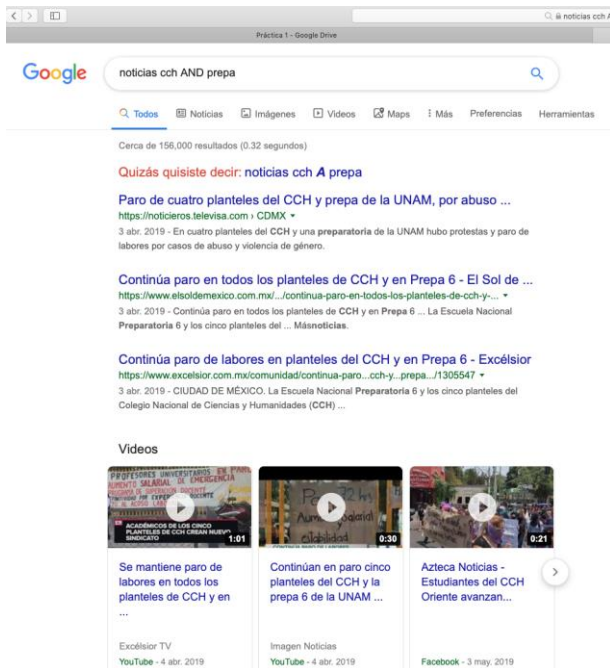 noticias cch A
Práctica 1 - Google Drive
Google
noticias cch AND prepa
Todos Noticias Imágenes Videos Maps Más Preferencias Herramientas
Cerca de 156,000 resultados (0.32 segundos)
Quizás quisiste decir: noticias cch A prepa
Paro de cuatro planteles del CCH y prepa de la UNAM, por abuso ...
https://noticieros.televisa.com › CDMX
3 abr. 2019 - En cuatro planteles del CCH y una preparatoria de la UNAM hubo protestas y paro de
labores por casos de abuso y violencia de género.
Continúa paro en todos los planteles de CCH y en Prepa 6 - El Sol de ...
https://www.elsoldemexico.com.mx/.../continua-paro-en-todos-los-planteles-de-cch-y-...
3 abr. 2019 - Continúa paro en todos los planteles de CCH y en Prepa 6 ... La Escuela Nacional
Preparatoria 6 y los cinco planteles del ... Másnoticias.
Continúa paro de labores en planteles del CCH y en Prepa 6 - Excélsior
https://www.excelsior.com.mx/comunidad/continua-paro...cch-y...prepa.../1305547
3 abr. 2019 - CIUDAD DE MÉXICO. La Escuela Nacional Preparatoria 6 y los cinco planteles del
Colegio Nacional de Ciencias y Humanidades (CCH) ...
Videos
PROFESORES UNIVERSITARIOS EN PARO
AUMENTO SALARIAL DE EMERGENCIA
ACADÉMICOS DE LOS CINCO
PLANTELES DE CCH CREAN NUEVO
SINDICATO
1:01
Aumento Salarial
0:30
0:21
Se mantiene paro de
labores en todos los
planteles de CCH y en
...
Excélsior TV
YouTube - 4 abr. 2019
Continúan en paro cinco
planteles del CCH y la
prepa 6 de la UNAM ...
Imagen Noticias
YouTube - 4 abr. 2019
Azteca Noticias -
Estudiantes del CCH
Oriente avanzan...
Facebook - 3 may. 2019